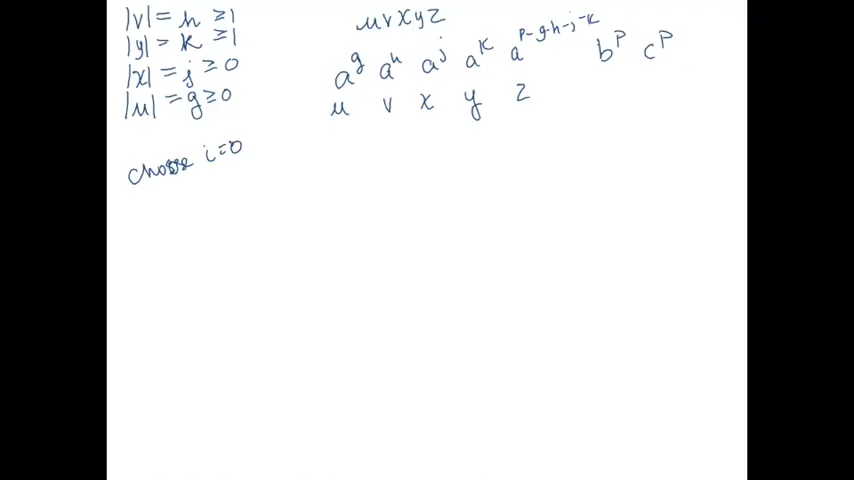 |v| = h ≥1
|y| = k ≥1
|x| = j ≥0
|u| = g ≥0
choose i=0
uvxyz
a^g a^h a^j a^k a^{p-g-h-j-k} b^p c^p
u v x y z